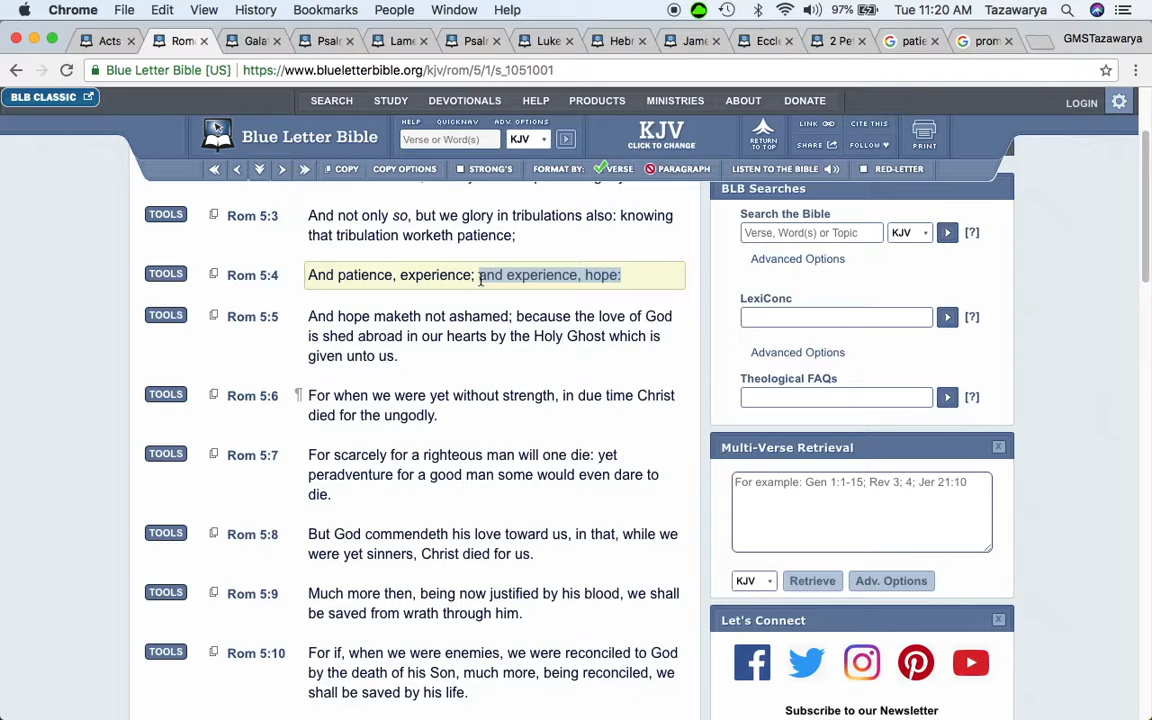 Chrome File Edit View History Bookmarks People Window Help 97% Tue 11:20 AM Tazawarya
Acts Rom Galat Psalm Lame Psalm Luke Hebr Jame Eccle 2 Pet patie prom GMSTazawarya
Blue Letter Bible [US] https://www.blueletterbible.org/kjv/rom/5/1/s_1051001
BLB CLASSIC SEARCH STUDY DEVOTIONALS HELP PRODUCTS MINISTRIES ABOUT DONATE LOGIN
HELP QUICKNAV ADV. OPTIONS
Blue Letter Bible Verse or Word(s) KJV KJV CLICK TO CHANGE RETURN TO TOP LINK CITE THIS SHARE FOLLOW PRINT
COPY COPY OPTIONS STRONG'S FORMAT BY: VERSE PARAGRAPH LISTEN TO THE BIBLE RED-LETTER
TOOLS Rom 5:3 And not only so, but we glory in tribulations also: knowing
that tribulation worketh patience;
TOOLS Rom 5:4 And patience, experience; and experience, hope:
TOOLS Rom 5:5 And hope maketh not ashamed; because the love of God
is shed abroad in our hearts by the Holy Ghost which is
given unto us.
TOOLS Rom 5:6 ¶ For when we were yet without strength, in due time Christ
died for the ungodly.
TOOLS Rom 5:7 For scarcely for a righteous man will one die: yet
peradventure for a good man some would even dare to
die.
TOOLS Rom 5:8 But God commendeth his love toward us, in that, while we
were yet sinners, Christ died for us.
TOOLS Rom 5:9 Much more then, being now justified by his blood, we shall
be saved from wrath through him.
TOOLS Rom 5:10 For if, when we were enemies, we were reconciled to God
by the death of his Son, much more, being reconciled, we
shall be saved by his life.
BLB Searches
Search the Bible
Verse, Word(s) or Topic KJV [?]
Advanced Options
LexiConc
[?]
Advanced Options
Theological FAQs
[?]
Multi-Verse Retrieval x
For example: Gen 1:1-15; Rev 3; 4; Jer 21:10
KJV Retrieve Adv. Options
Let's Connect x
Subscribe to our Newsletter